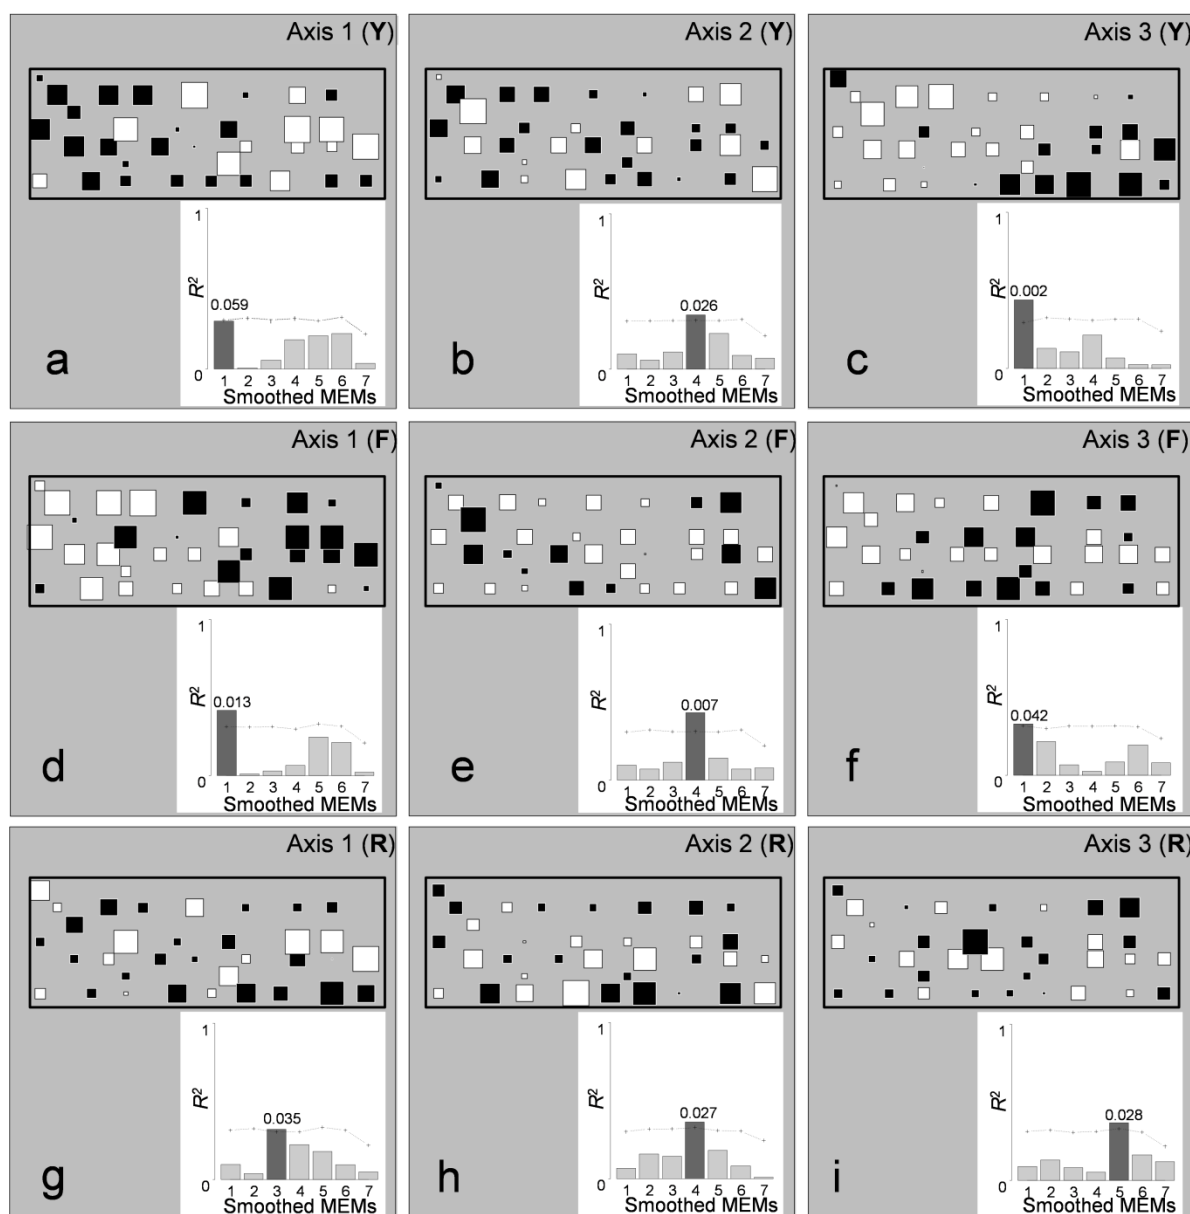 Axis 1 (Y)
1
0.059
R²
0
1 2 3 4 5 6 7
Smoothed MEMs
a
Axis 2 (Y)
1
0.026
R²
0
1 2 3 4 5 6 7
Smoothed MEMs
b
Axis 3 (Y)
1
0.002
R²
0
1 2 3 4 5 6 7
Smoothed MEMs
c
Axis 1 (F)
1
0.013
R²
0
1 2 3 4 5 6 7
Smoothed MEMs
d
Axis 2 (F)
1
0.007
R²
0
1 2 3 4 5 6 7
Smoothed MEMs
e
Axis 3 (F)
1
0.042
R²
0
1 2 3 4 5 6 7
Smoothed MEMs
f
Axis 1 (R)
1
0.035
R²
0
1 2 3 4 5 6 7
Smoothed MEMs
g
Axis 2 (R)
1
0.027
R²
0
1 2 3 4 5 6 7
Smoothed MEMs
h
Axis 3 (R)
1
0.028
R²
0
1 2 3 4 5 6 7
Smoothed MEMs
i